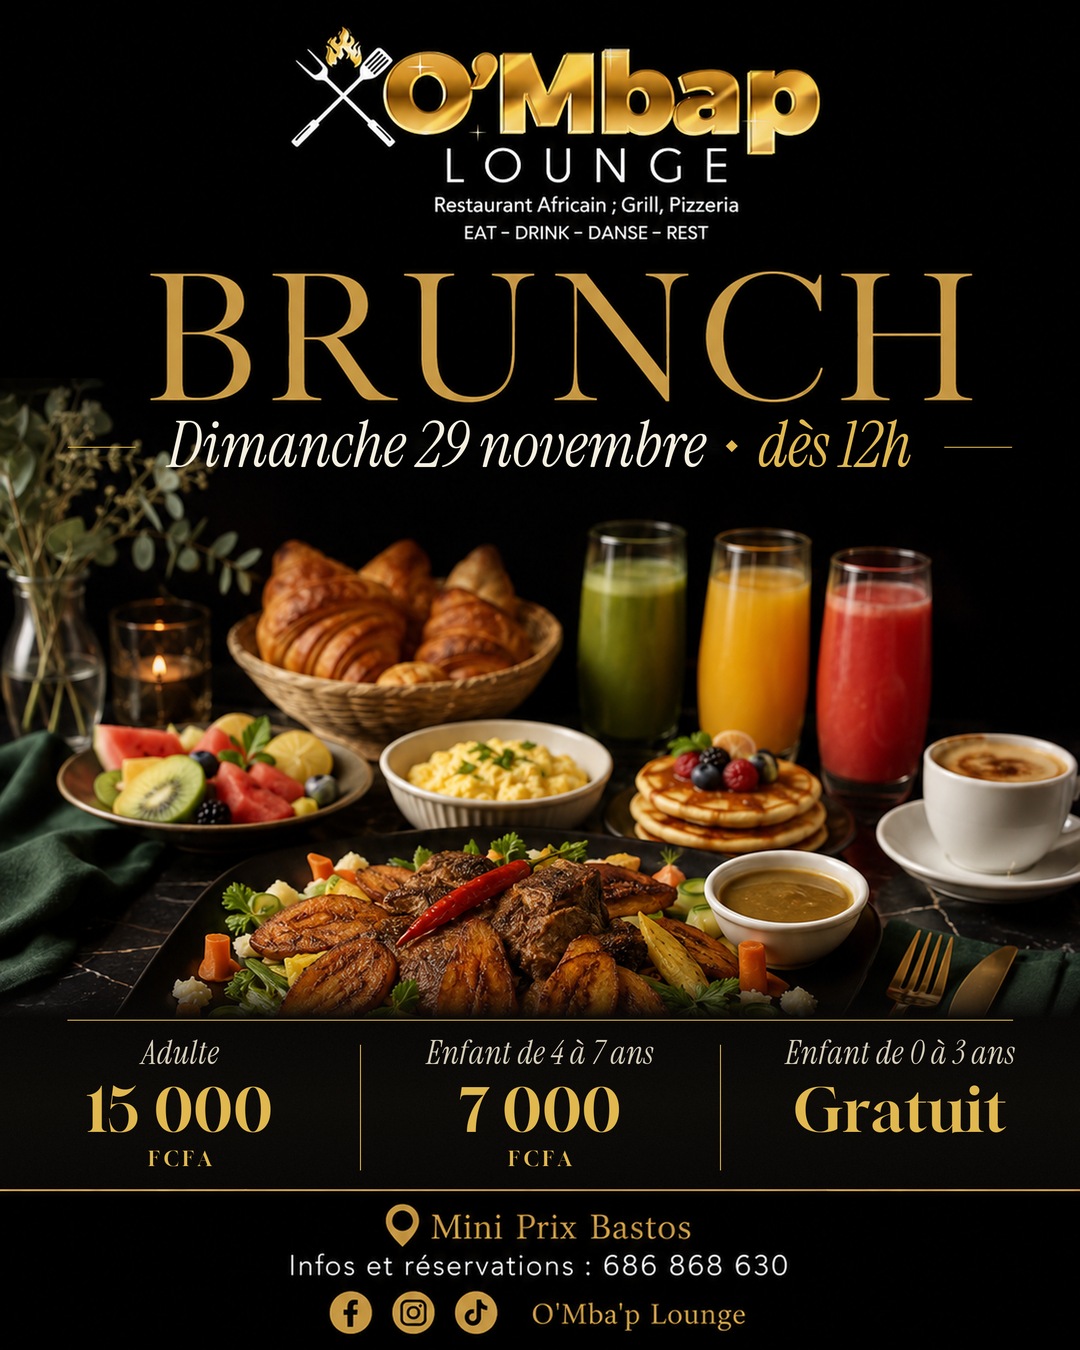 O'Mbap
LOUNGE
Restaurant Africain ; Grill, Pizzeria
EAT – DRINK – DANSE – REST
BRUNCH
Dimanche 29 novembre • dès 12h
Adulte
15 000
FCFA
Enfant de 4 à 7 ans
7 000
FCFA
Enfant de 0 à 3 ans
Gratuit
Mini Prix Bastos
Infos et réservations : 686 868 630
O'Mba'p Lounge